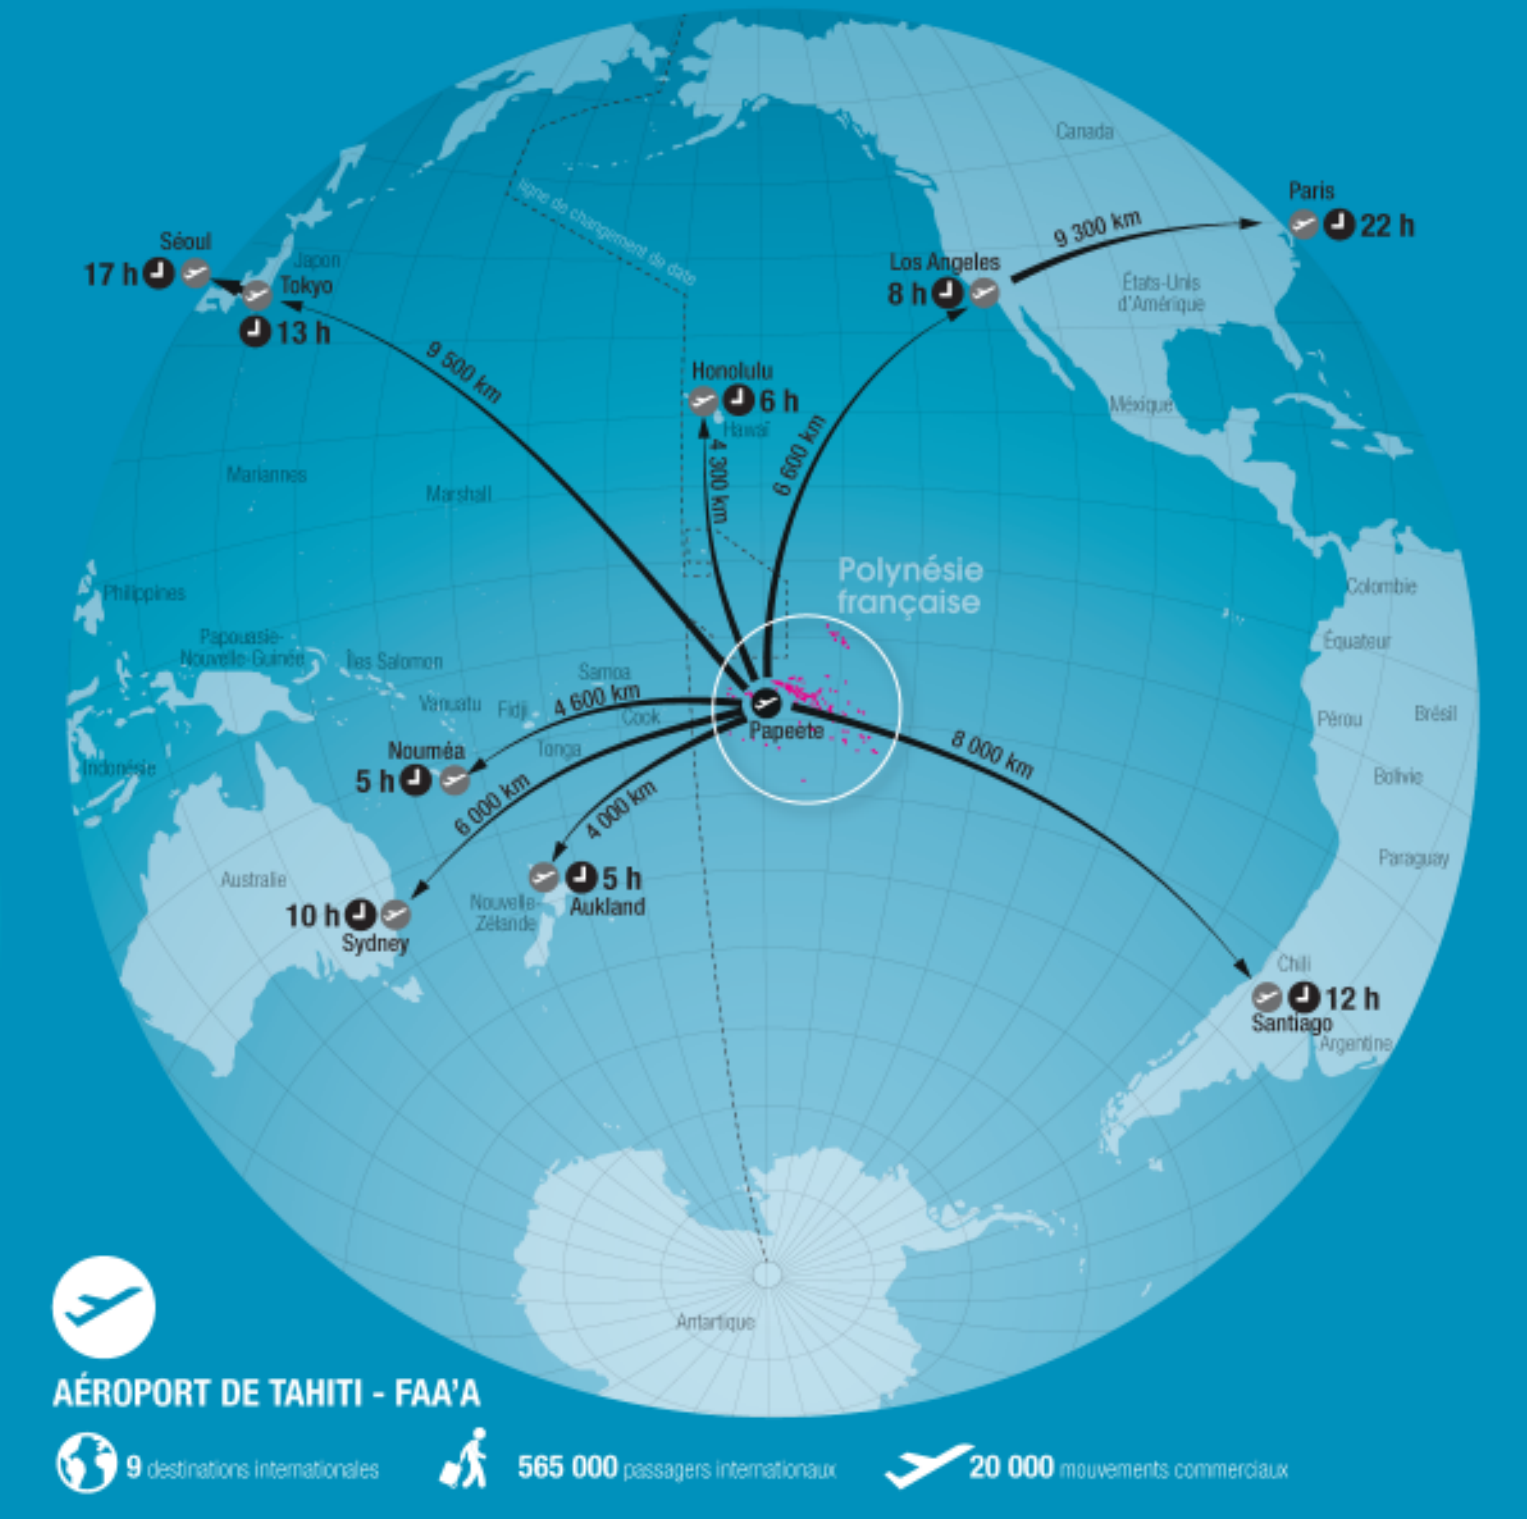 Canada
ligne de changement de date
Paris
22 h
9 300 km
Séoul
17 h
Japon
Tokyo
13 h
Los Angeles
8 h
États-Unis
d'Amérique
9 500 km
Honolulu
6 h
Hawaï
4 300 km
9 600 km
Méxique
Mariannes
Marshall
Polynésie
française
Philippines
Colombie
Papouasie-
Nouvelle-Guinée
Îles Salomon
Équateur
Samoa
Vanuatu
Fidji
4 600 km
Cook
Papeete
Pérou
Brésil
Tonga
Nouméa
5 h
8 000 km
Indonésie
Bolivie
6 000 km
4 000 km
Paraguay
Australie
5 h
Aukland
Nouvelle-
Zélande
10 h
Sydney
Chili
12 h
Santiago
Argentine
Antartique
AÉROPORT DE TAHITI - FAA'A
9 destinations internationales
565 000 passagers internationaux
20 000 mouvements commerciaux